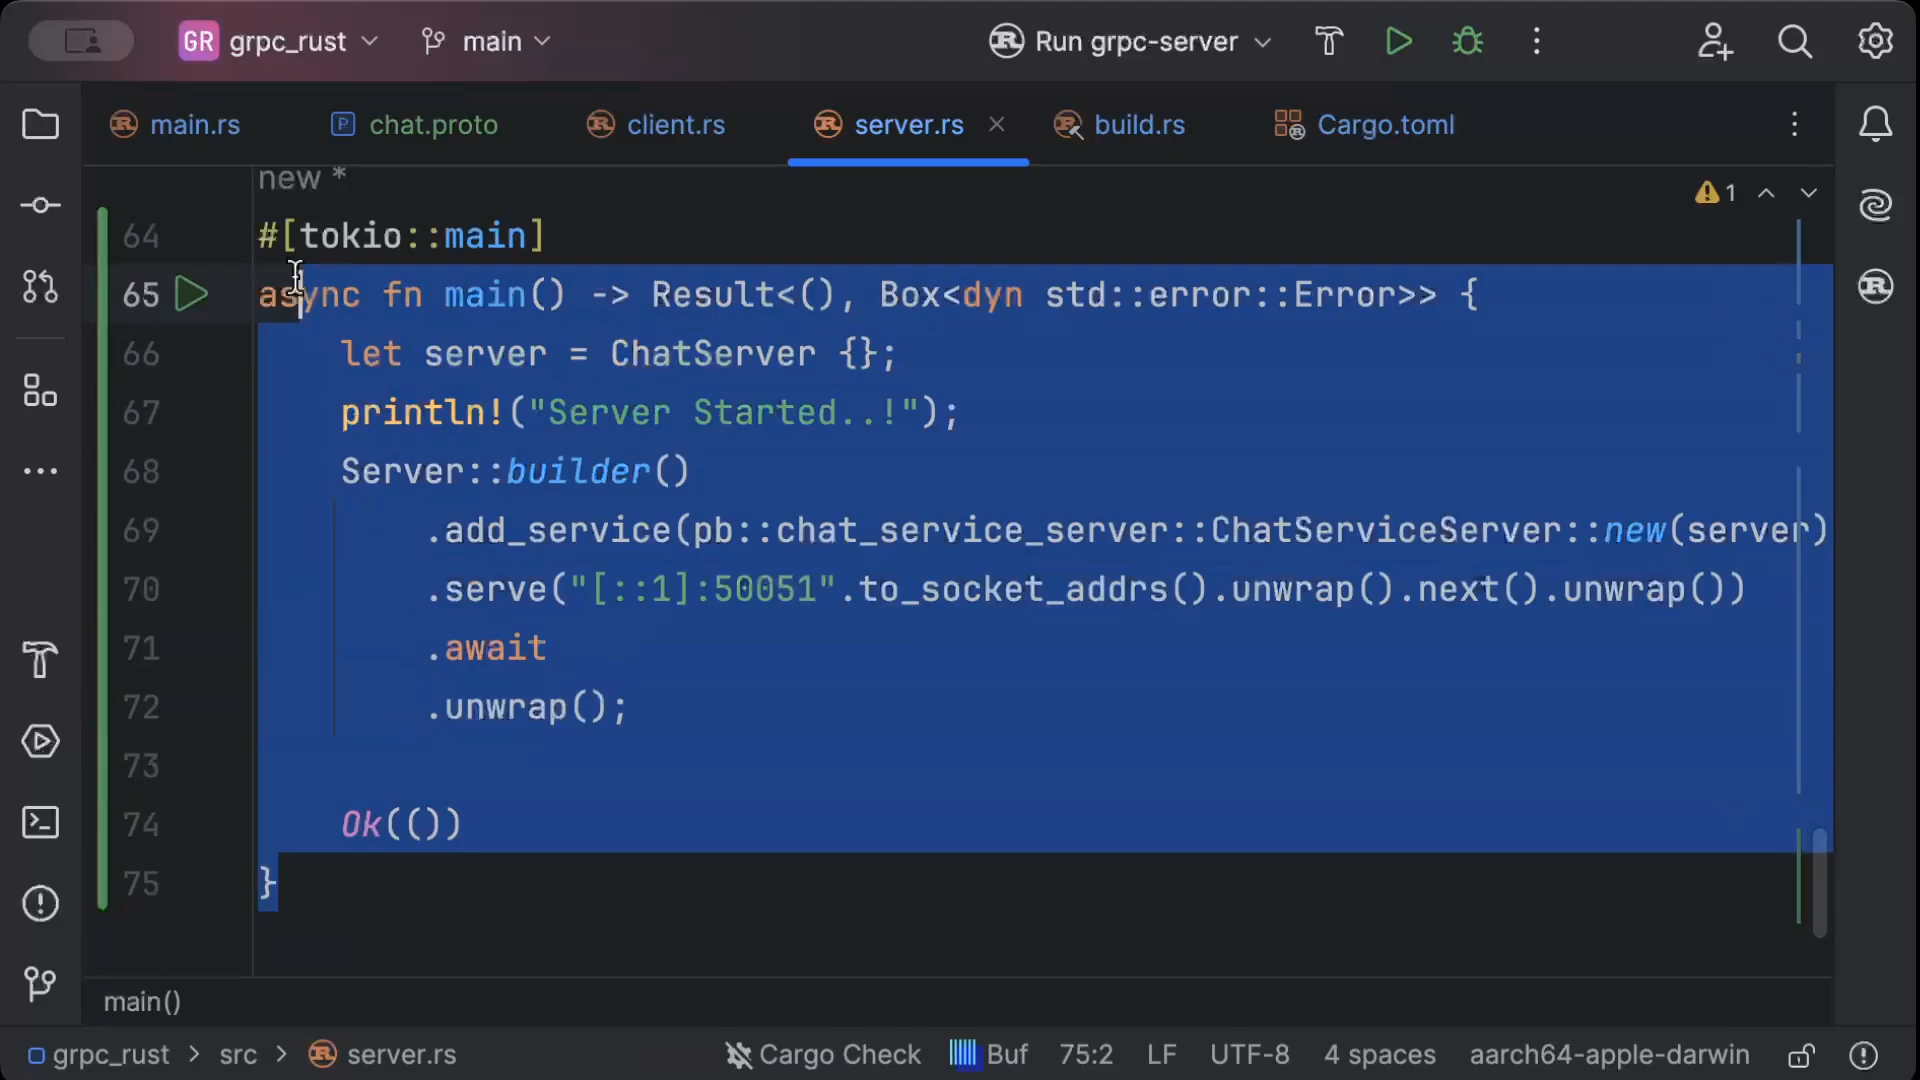 GR grpc_rust main Run grpc-server
main.rs chat.proto client.rs server.rs build.rs Cargo.toml
new *
1
64 #[tokio::main]
65 async fn main() -> Result<(), Box<dyn std::error::Error>> {
66 let server = ChatServer {};
67 println!("Server Started..!");
68 Server::builder()
69 .add_service(pb::chat_service_server::ChatServiceServer::new(server)
70 .serve("[::1]:50051".to_socket_addrs().unwrap().next().unwrap())
71 .await
72 .unwrap();
73
74 Ok(())
75 }
main()
grpc_rust > src > server.rs Cargo Check Buf 75:2 LF UTF-8 4 spaces aarch64-apple-darwin